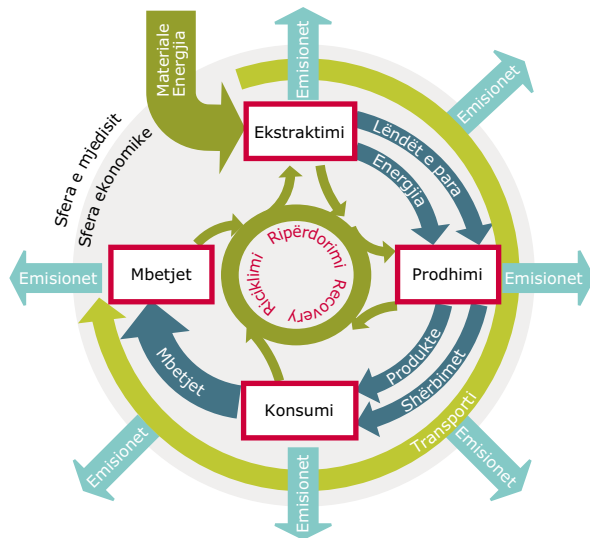 Materiale
Energjia
Emisionet
Emisionet
Sfera e mjedisit
Sfera ekonomike
Ekstraktimi
Lëndët e para
Energjia
Riciklimi
Ripërdorimi
Recovery
Emisionet
Mbetjet
Prodhimi
Emisionet
Mbetjet
Produkte
Shërbimet
Konsumi
Transporti
Emisionet
Emisionet
Emisionet